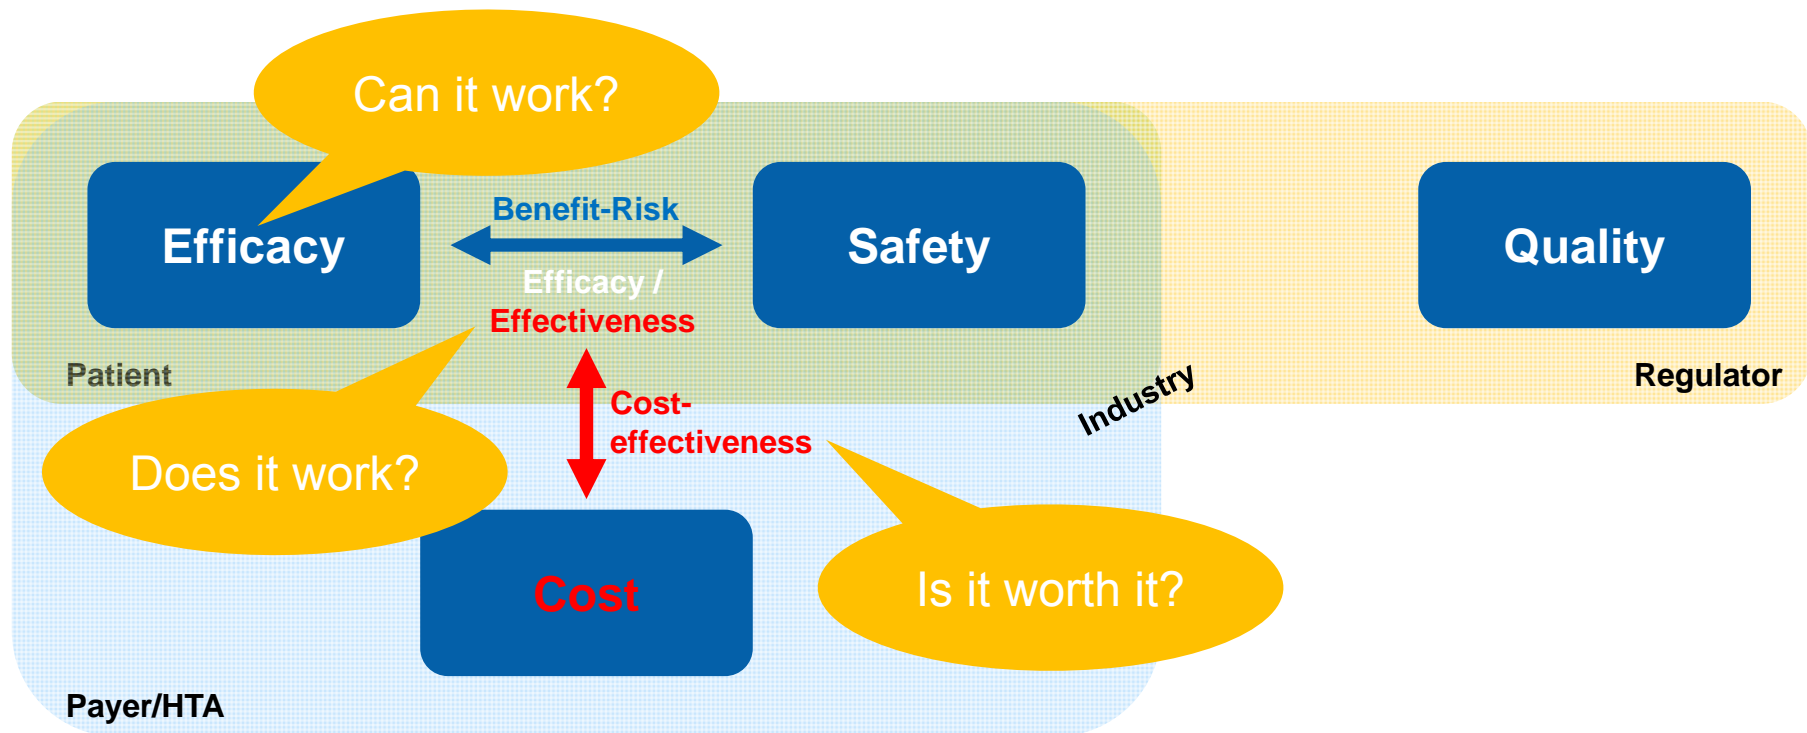 Can it work?
Efficacy
Benefit-Risk
Efficacy /
Effectiveness
Safety
Quality
Patient
Industry
Regulator
Does it work?
Cost-
effectiveness
Cost
Is it worth it?
Payer/HTA